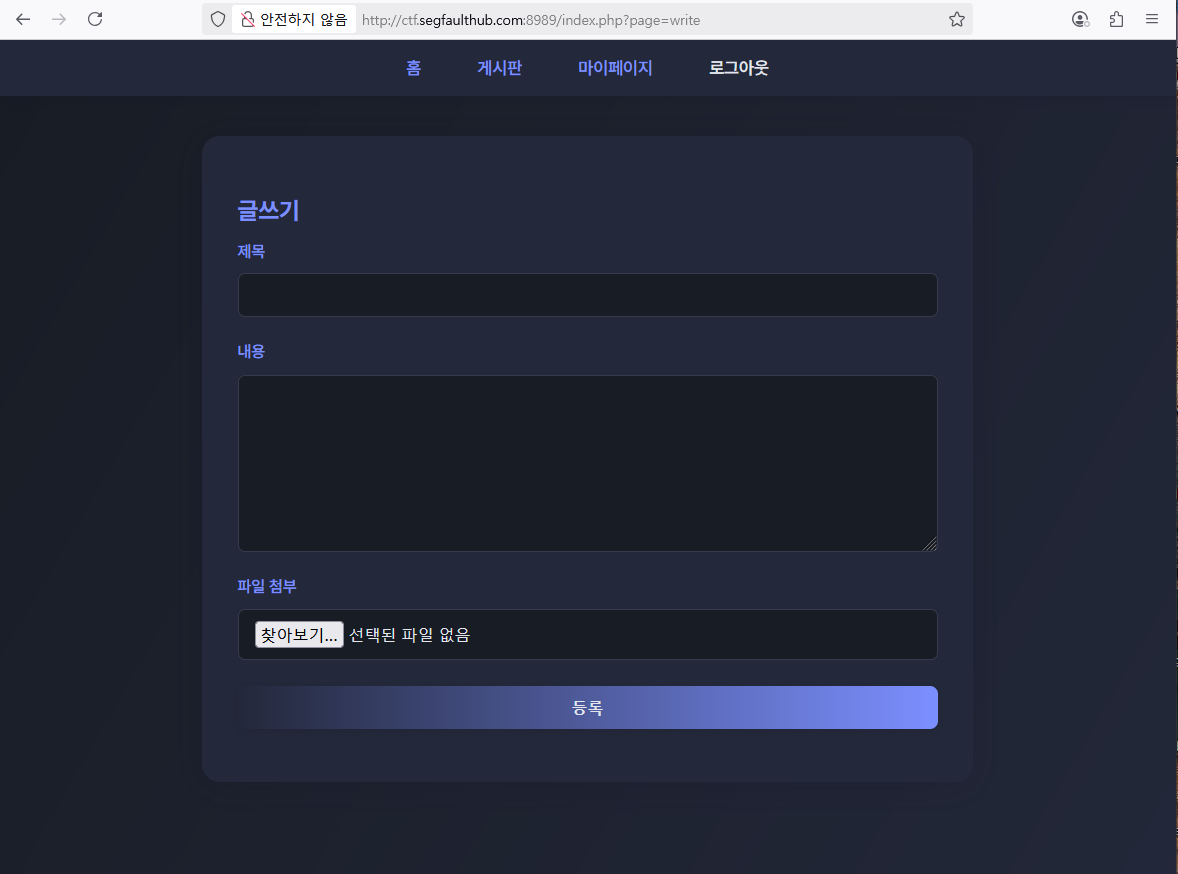 안전하지 않음 http://ctf.segfaulthub.com:8989/index.php?page=write
홈 게시판 마이페이지 로그아웃
글쓰기
제목
내용
파일 첨부
찾아보기... 선택된 파일 없음
등록